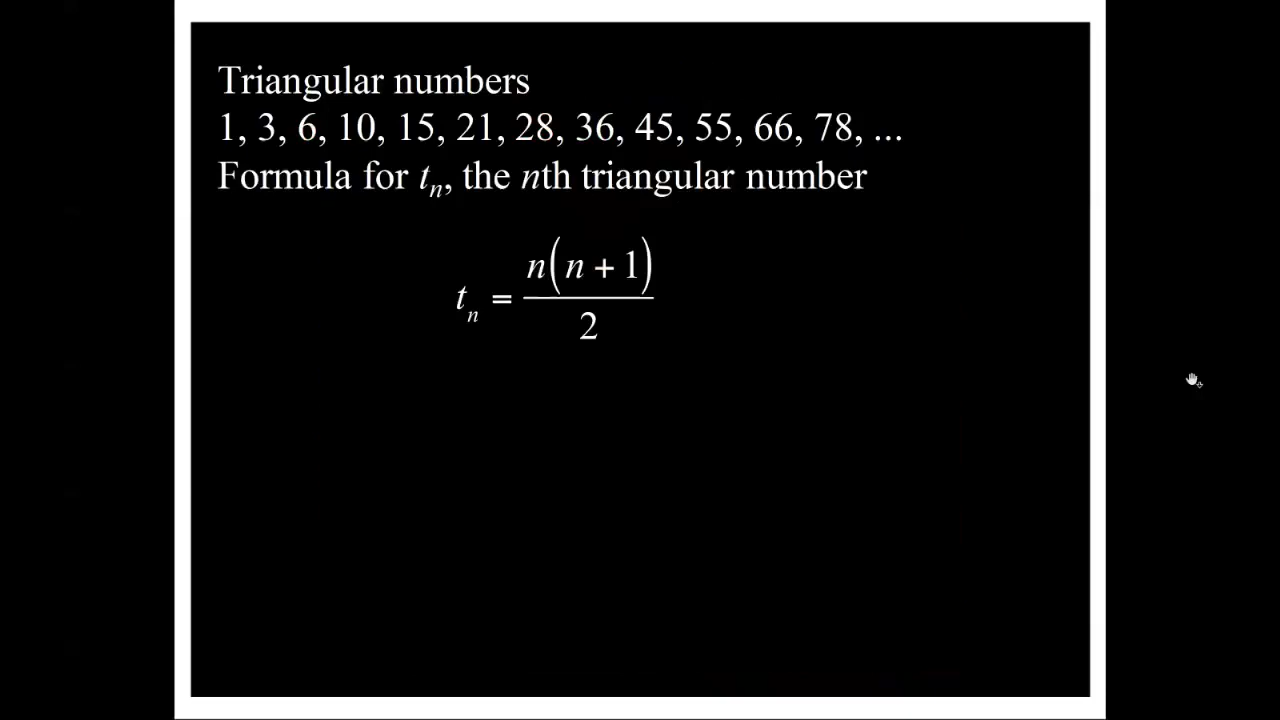 Triangular numbers
1, 3, 6, 10, 15, 21, 28, 36, 45, 55, 66, 78, ...
Formula for tₙ, the nth triangular number
tₙ = n(n + 1) / 2